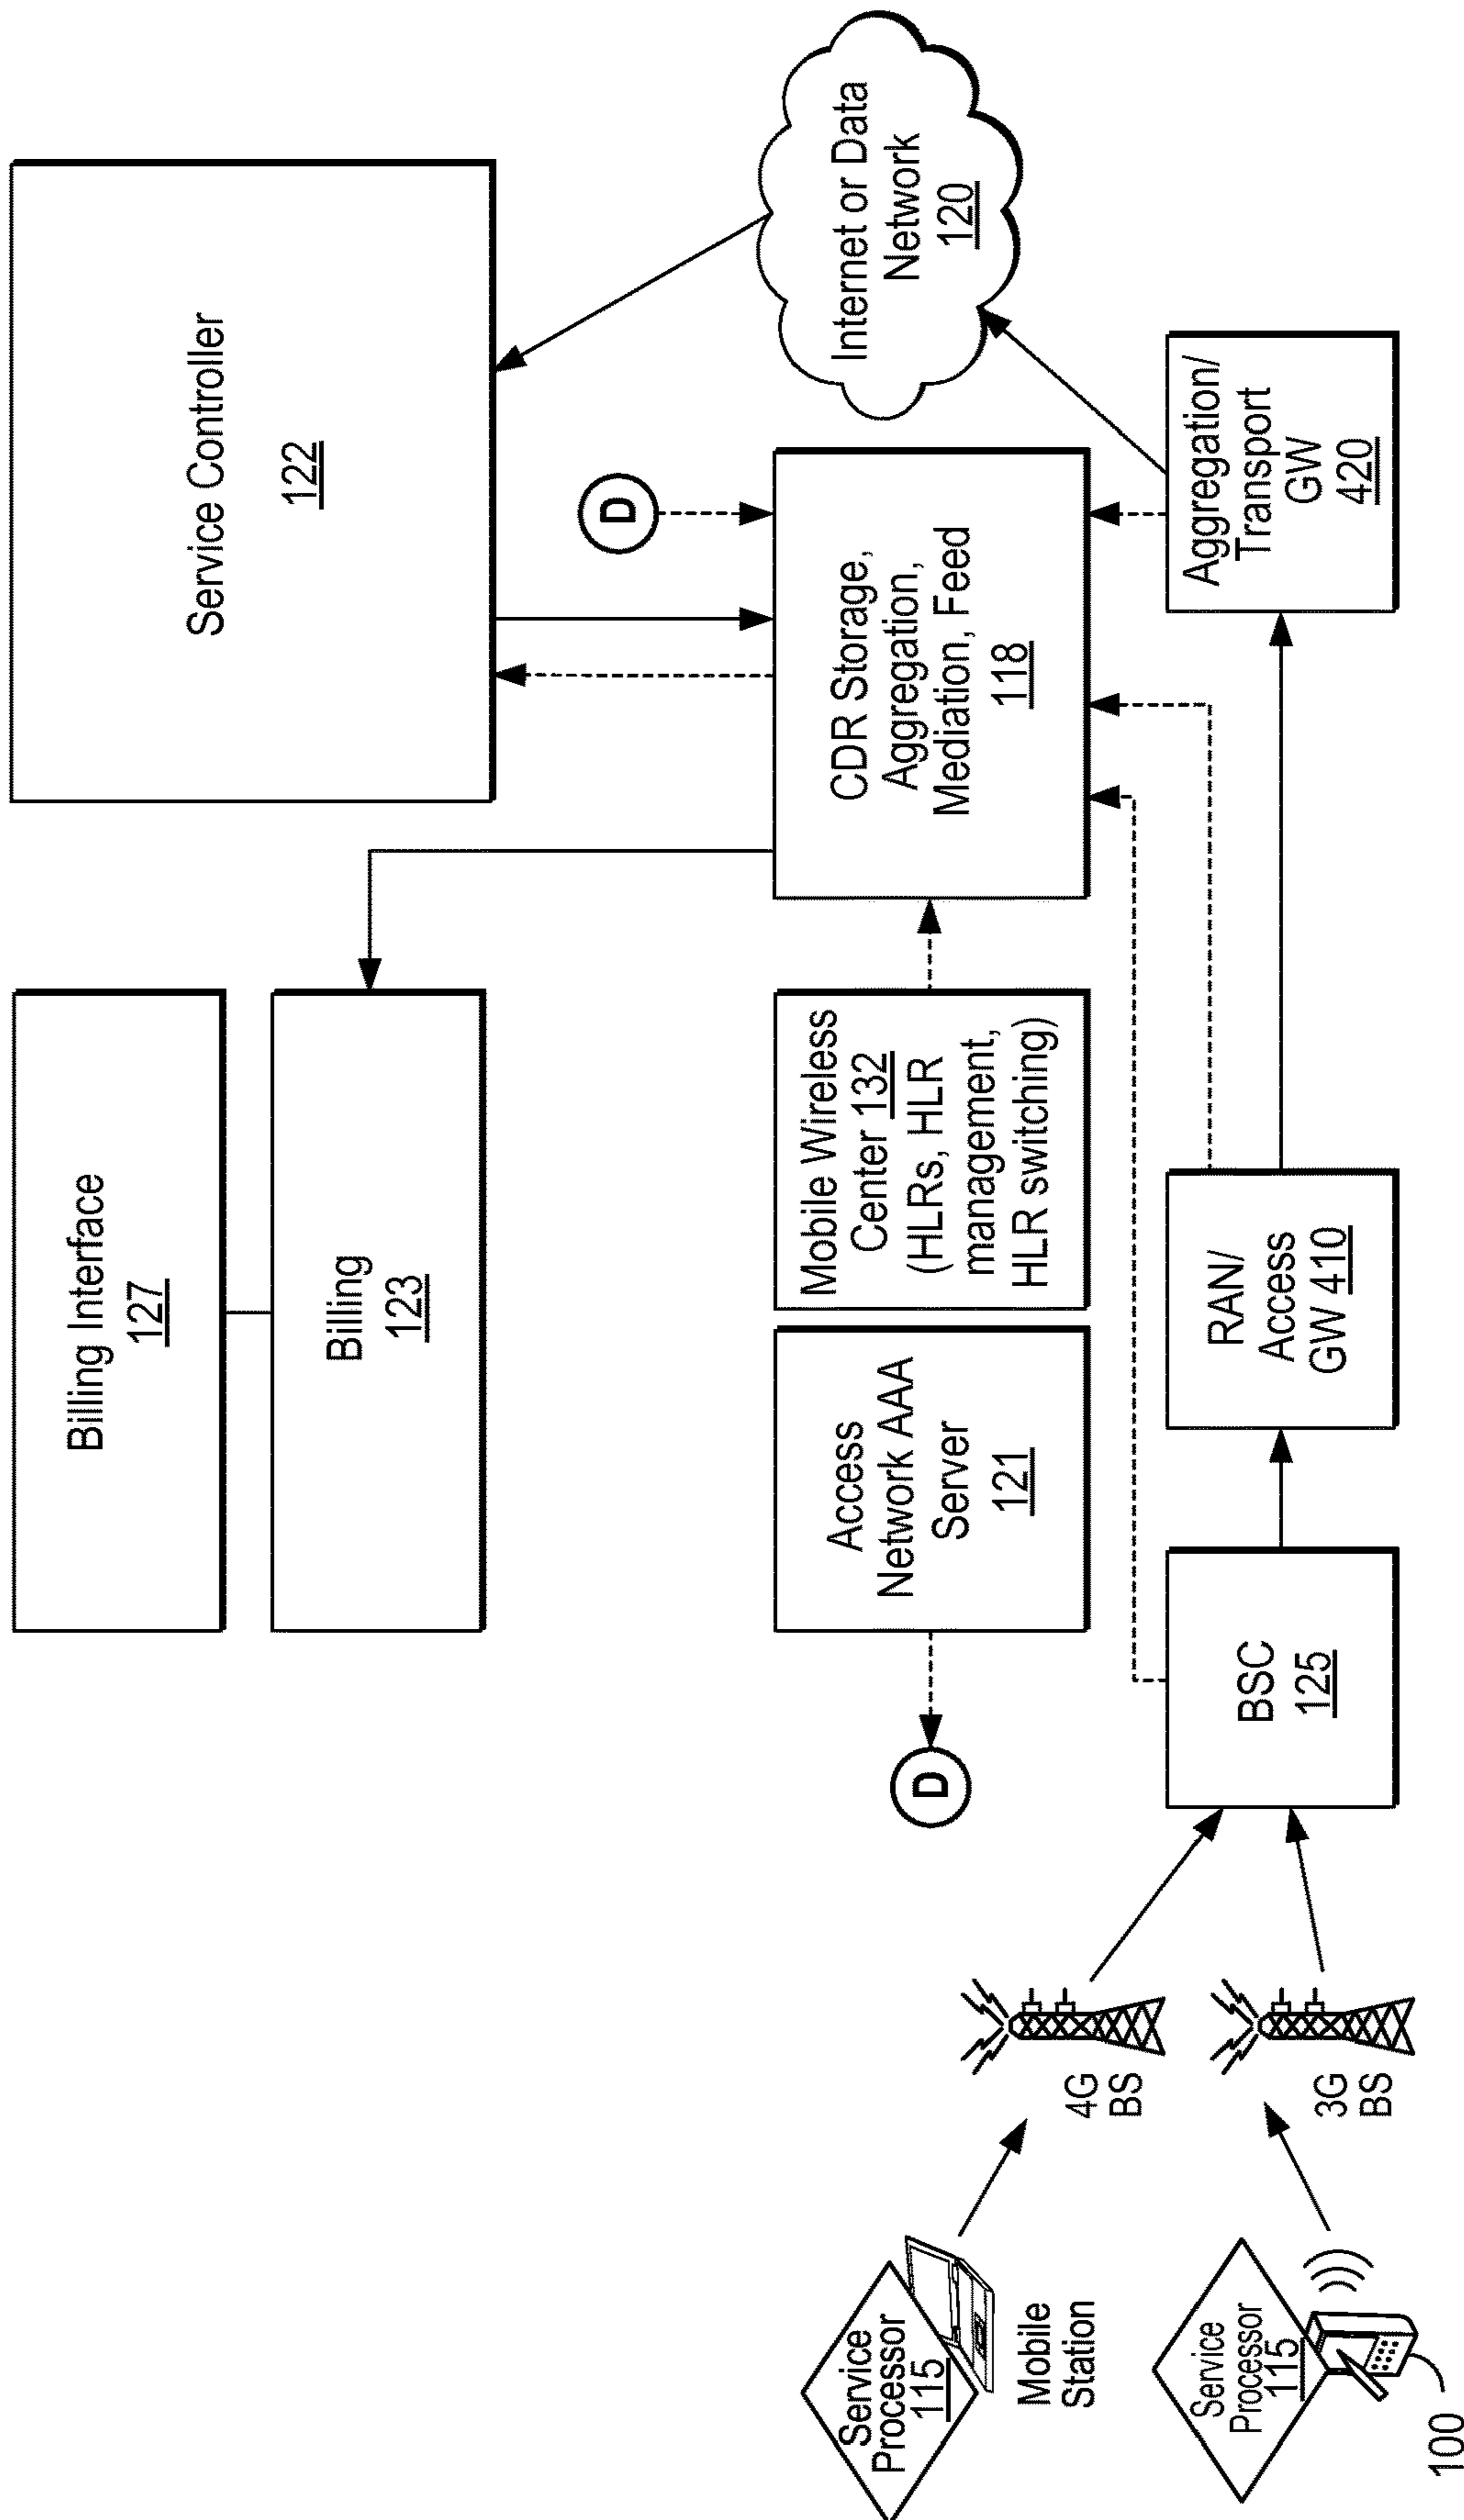 Billing Interface
127
Billing
123
Service Controller
122
D
Access
Network AAA
Server
121
Mobile Wireless
Center 132
(HLRs, HLR
management,
HLR switching)
CDR Storage,
Aggregation,
Mediation, Feed
118
Internet or Data
Network
120
D
Service
Processor
115
Mobile
Station
4G
BS
Service
Processor
115
100
3G
BS
BSC
125
RAN/
Access
GW 410
Aggregation/
Transport
GW
420